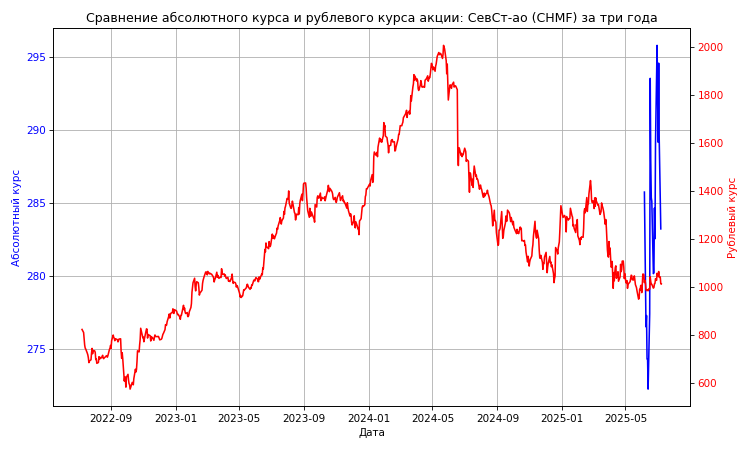 Сравнение абсолютного курса и рублевого курса акции: СевСт-ао (CHMF) за три года
Абсолютный курс
295
290
285
280
275
2000
1800
1600
1400
1200
1000
800
600
Рублевый курс
2022-09 2023-01 2023-05 2023-09 2024-01 2024-05 2024-09 2025-01 2025-05
Дата